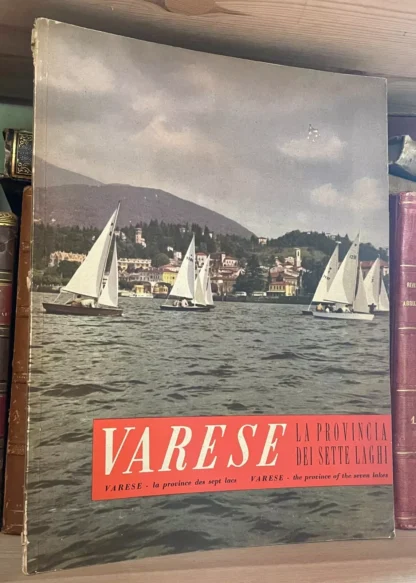 VARESE
LA PROVINCIA
DEI SETTE LAGHI
VARESE - la province des sept lacs VARESE - the province of the seven lakes